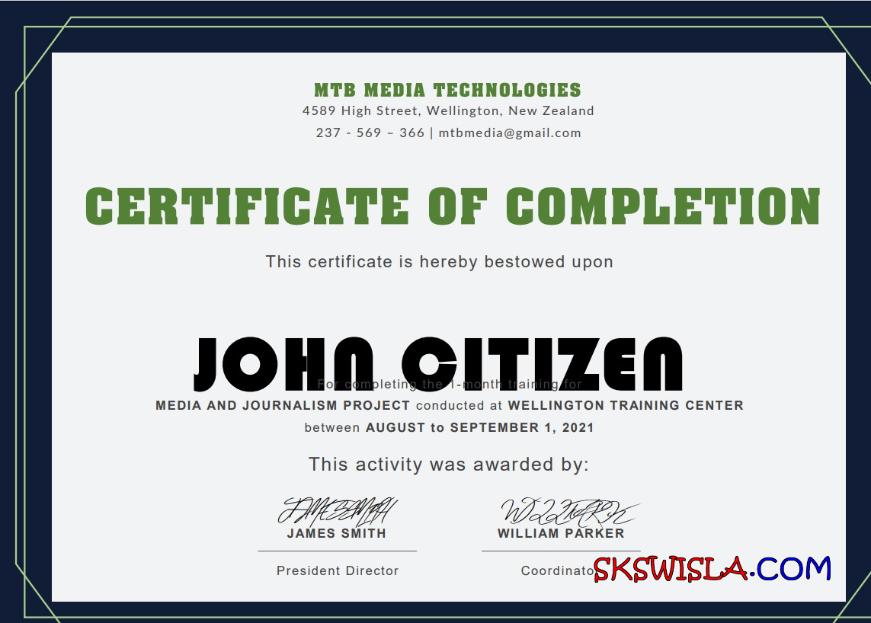 MTB MEDIA TECHNOLOGIES
4589 High Street, Wellington, New Zealand
237 - 569 – 366 | mtbmedia@gmail.com
CERTIFICATE OF COMPLETION
This certificate is hereby bestowed upon
JOHN CITIZEN
For completing the 1-month training for
MEDIA AND JOURNALISM PROJECT conducted at WELLINGTON TRAINING CENTER
between AUGUST to SEPTEMBER 1, 2021
This activity was awarded by:
JAMES SMITH WILLIAM PARKER
President Director Coordinato
SKSWISLA.COM